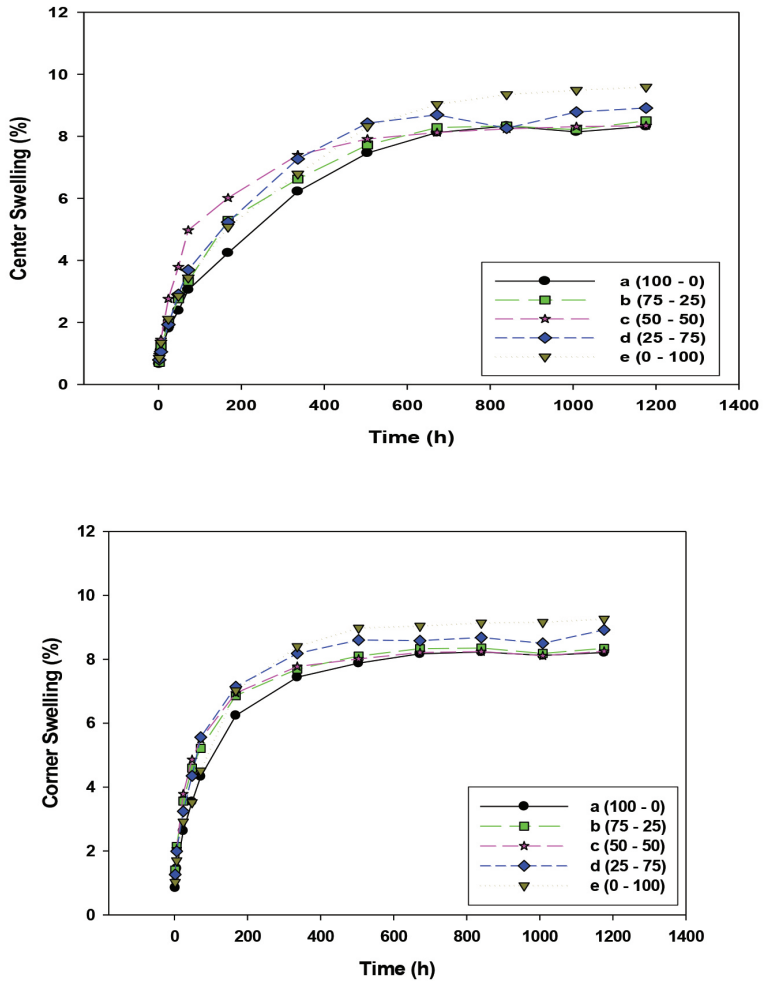 12
10
8
6
4
2
0
Center Swelling (%)
a (100 - 0)
b (75 - 25)
c (50 - 50)
d (25 - 75)
e (0 - 100)
0 200 400 600 800 1000 1200 1400
Time (h)
12
10
8
6
4
2
0
Corner Swelling (%)
a (100 - 0)
b (75 - 25)
c (50 - 50)
d (25 - 75)
e (0 - 100)
0 200 400 600 800 1000 1200 1400
Time (h)